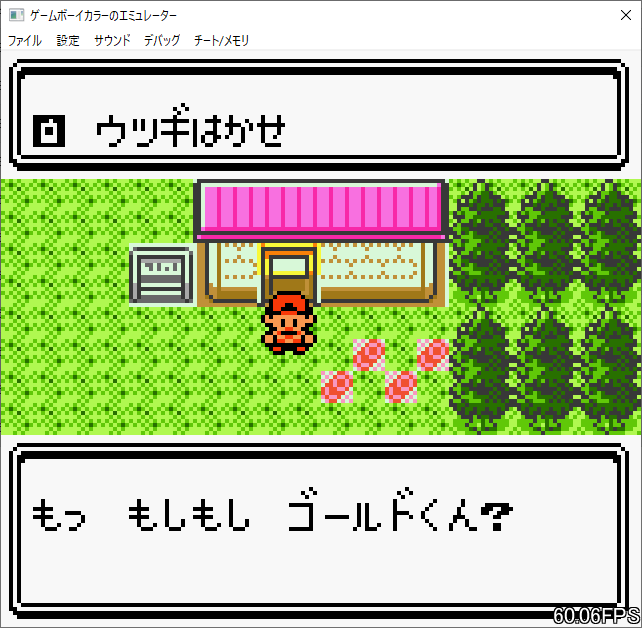 ゲームボーイカラーのエミュレーター
ファイル 設定 サウンド デバッグ チート/メモリ
ウツギはかせ
もっ もしもし ゴールドくん?
60.06FPS